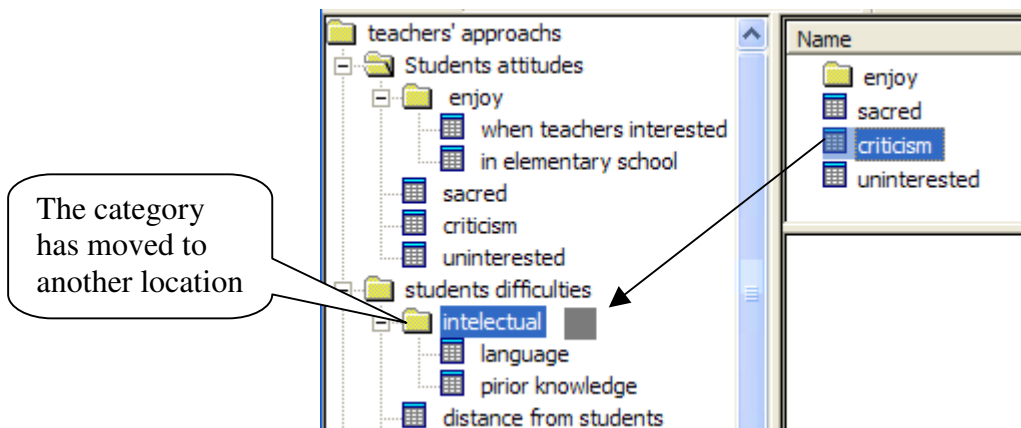 teachers' approachs
Students attitudes
enjoy
when teachers interested
in elementary school
sacred
criticism
uninterested
students difficulties
intelectual
language
pirior knowledge
distance from students
Name
enjoy
sacred
criticism
uninterested
The category
has moved to
another location